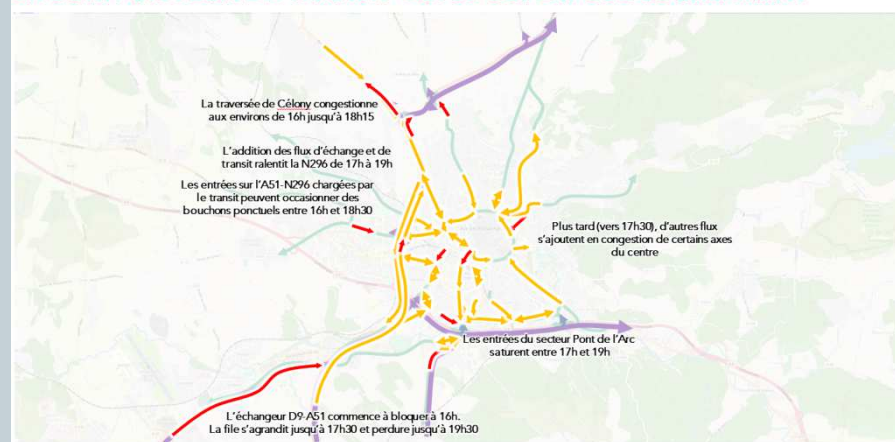 La traversée de Célony congestionne
aux environs de 16h jusqu'à 18h15
L'addition des flux d'échange et de
transit ralentit la N296 de 17h à 19h
Les entrées sur l'A51-N296 chargées par
le transit peuvent occasionner des
bouchons ponctuels entre 16h et 18h30
Plus tard (vers 17h30), d'autres flux
s'ajoutent en congestion de certains axes
du centre
Les entrées du secteur Pont de l'Arc
saturent entre 17h et 19h
L'échangeur D9-A51 commence à bloquer à 16h.
La file s'agrandit jusqu'à 17h30 et perdure jusqu'à 19h30